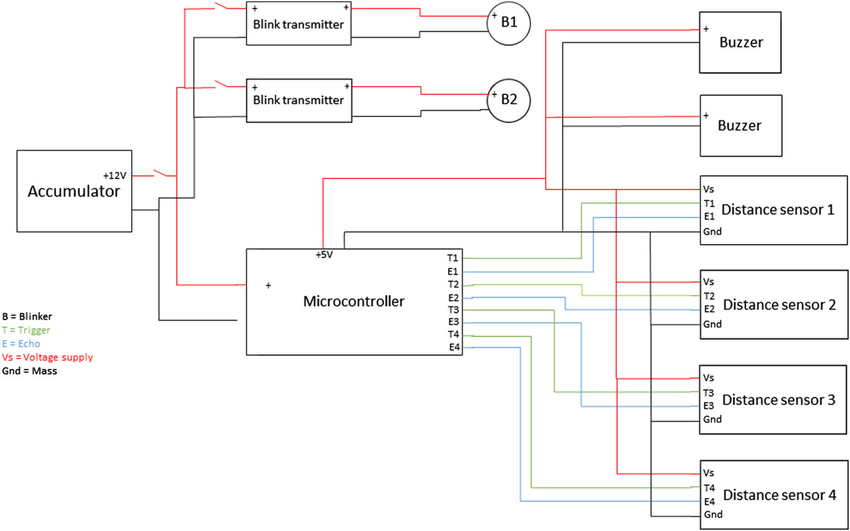 + +
Blink transmitter
+ B1
+ +
Blink transmitter
+ B2
+
Buzzer
+
Buzzer
+12V
Accumulator
Vs
T1
E1
Gnd
Distance sensor 1
+5V
+
Microcontroller
T1
E1
T2
E2
T3
E3
T4
E4
Vs
T2
E2
Gnd
Distance sensor 2
B = Blinker
T = Trigger
E = Echo
Vs = Voltage supply
Gnd = Mass
Vs
T3
E3
Gnd
Distance sensor 3
Vs
T4
E4
Gnd
Distance sensor 4